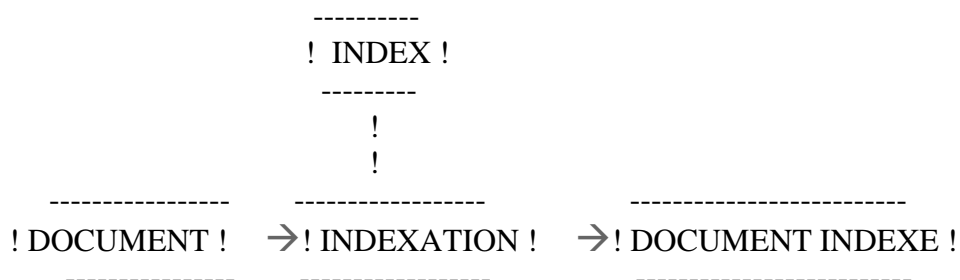 ----------
! INDEX !
---------
!
!
----------------- ------------------ --------------------------
! DOCUMENT ! →! INDEXATION ! →! DOCUMENT INDEXE !
---------------- ------------------ --------------------------